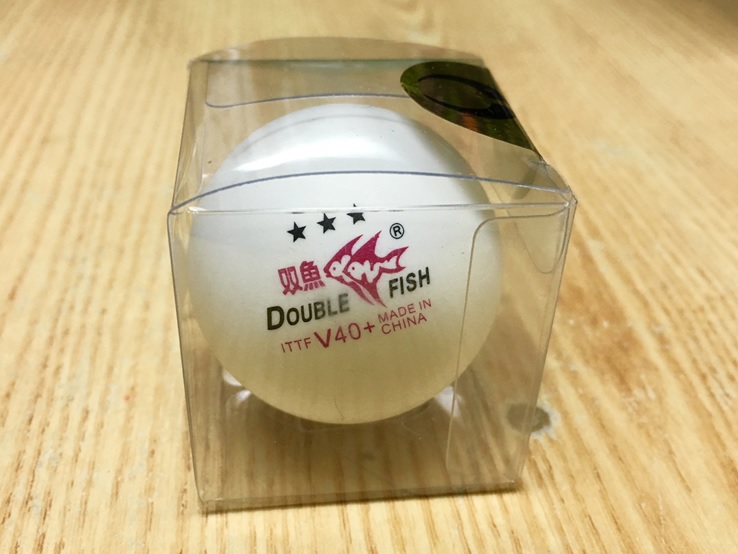 ★★★
双魚 ®
DOUBLE FISH
ITTF V40+ MADE IN CHINA